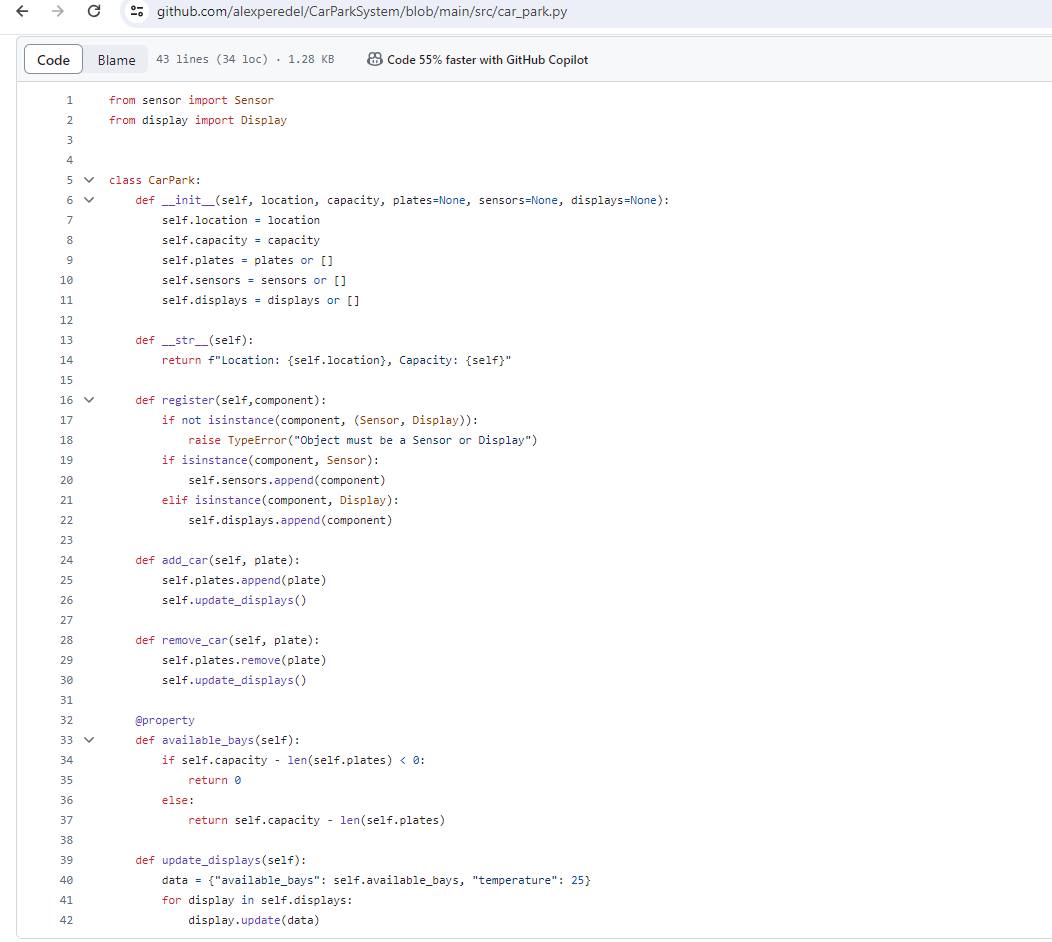 github.com/alexperedel/CarParkSystem/blob/main/src/car_park.py
Code Blame 43 lines (34 loc) · 1.28 KB Code 55% faster with GitHub Copilot
1 from sensor import Sensor
2 from display import Display
3
4
5 class CarPark:
6     def __init__(self, location, capacity, plates=None, sensors=None, displays=None):
7         self.location = location
8         self.capacity = capacity
9         self.plates = plates or []
10         self.sensors = sensors or []
11         self.displays = displays or []
12
13     def __str__(self):
14         return f"Location: {self.location}, Capacity: {self}"
15
16     def register(self,component):
17         if not isinstance(component, (Sensor, Display)):
18             raise TypeError("Object must be a Sensor or Display")
19         if isinstance(component, Sensor):
20             self.sensors.append(component)
21         elif isinstance(component, Display):
22             self.displays.append(component)
23
24     def add_car(self, plate):
25         self.plates.append(plate)
26         self.update_displays()
27
28     def remove_car(self, plate):
29         self.plates.remove(plate)
30         self.update_displays()
31
32     @property
33     def available_bays(self):
34         if self.capacity - len(self.plates) < 0:
35             return 0
36         else:
37             return self.capacity - len(self.plates)
38
39     def update_displays(self):
40         data = {"available_bays": self.available_bays, "temperature": 25}
41         for display in self.displays:
42             display.update(data)